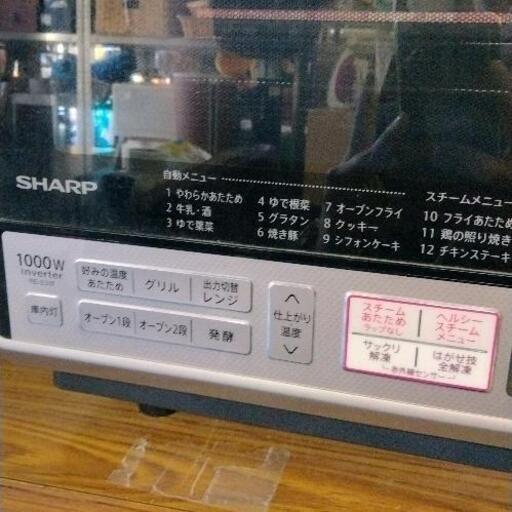 SHARP
自動メニュー
1 やわらかあたため
2 牛乳・酒
3 ゆで葉菜
4 ゆで根菜
5 グラタン
6 焼き豚
7 オーブンフライ
8 クッキー
9 シフォンケーキ
スチームメニュー
10 フライあたため
11 鶏の照り焼き
12 チキンステーキ
1000W
Inverter
庫内灯
好みの温度
あたため
グリル
出力切替
レンジ
オーブン1段
オーブン2段
発酵
仕上がり
温度
スチーム
あたため
ラップなし
ヘルシー
スチーム
メニュー
サックリ
解凍
はがせ技
全解凍
赤外線センサー